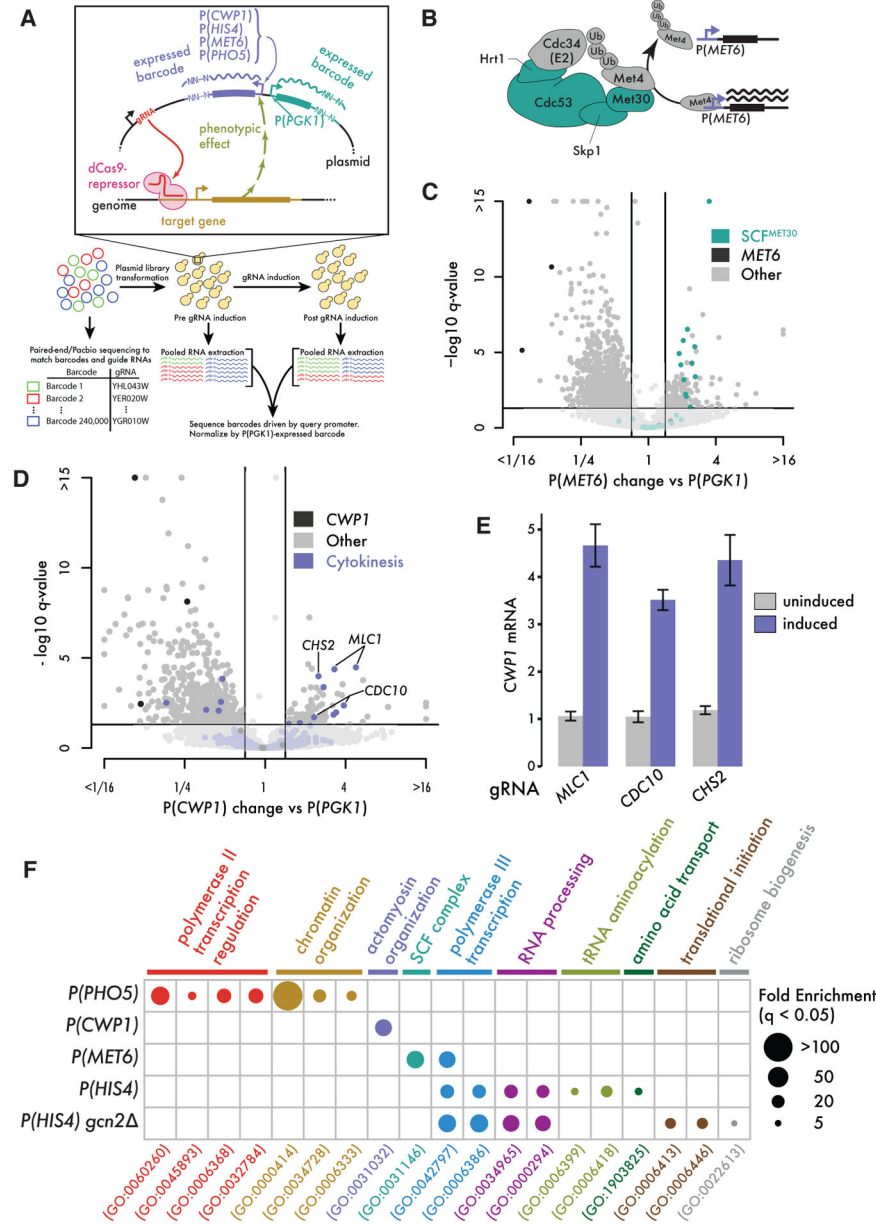 A
P(CWP1)
P(HIS4)
P(MET6)
P(PHO5)
expressed
barcode
expressed
barcode
NN-N
NN-N
NN-N
NN-N
gRNA
P(PGK1)
phenotypic
effect
plasmid
dCas9-
repressor
genome
target gene
Plasmid library
transformation
gRNA induction
Pre gRNA induction
Post gRNA induction
Paired-end/Pacbio sequencing to
match barcodes and guide RNAs
Pooled RNA extraction
Pooled RNA extraction
Barcode gRNA
Barcode 1 YHL043W
Barcode 2 YER020W
Barcode 240,000 YGR010W
Sequence barcodes driven by query promoter.
Normalize by P(PGK1)-expressed barcode
B
Ub
Ub
Ub
Met4
P(MET6)
Cdc34
(E2)
Ub
Ub
Ub
Hrt1
Met4
Cdc53
Met30
Met4
P(MET6)
Skp1
C
>15
10
5
0
-log10 q-value
SCFMET30
MET6
Other
<1/16 1/4 1 4 >16
P(MET6) change vs P(PGK1)
D
>15
10
5
0
- log10 q-value
CWP1
Other
Cytokinesis
CHS2
MLC1
CDC10
<1/16 1/4 1 4 >16
P(CWP1) change vs P(PGK1)
E
5
4
3
2
1
0
CWP1 mRNA
uninduced
induced
gRNA
MLC1
CDC10
CHS2
F
polymerase II
transcription
regulation
chromatin
organization
actomyosin
organization
SCF complex
polymerase III
transcription
RNA processing
tRNA aminoacylation
amino acid transport
translational initiation
ribosome biogenesis
P(PHO5)
P(CWP1)
P(MET6)
P(HIS4)
P(HIS4) gcn2Δ
Fold Enrichment
(q < 0.05)
>100
50
20
5
(GO:0060260)
(GO:0045893)
(GO:0006368)
(GO:0032784)
(GO:0000414)
(GO:0034728)
(GO:0006333)
(GO:0031032)
(GO:0031146)
(GO:0042797)
(GO:0006386)
(GO:0034965)
(GO:0000294)
(GO:0006399)
(GO:0006418)
(GO:1903825)
(GO:0006413)
(GO:0006446)
(GO:0022613)